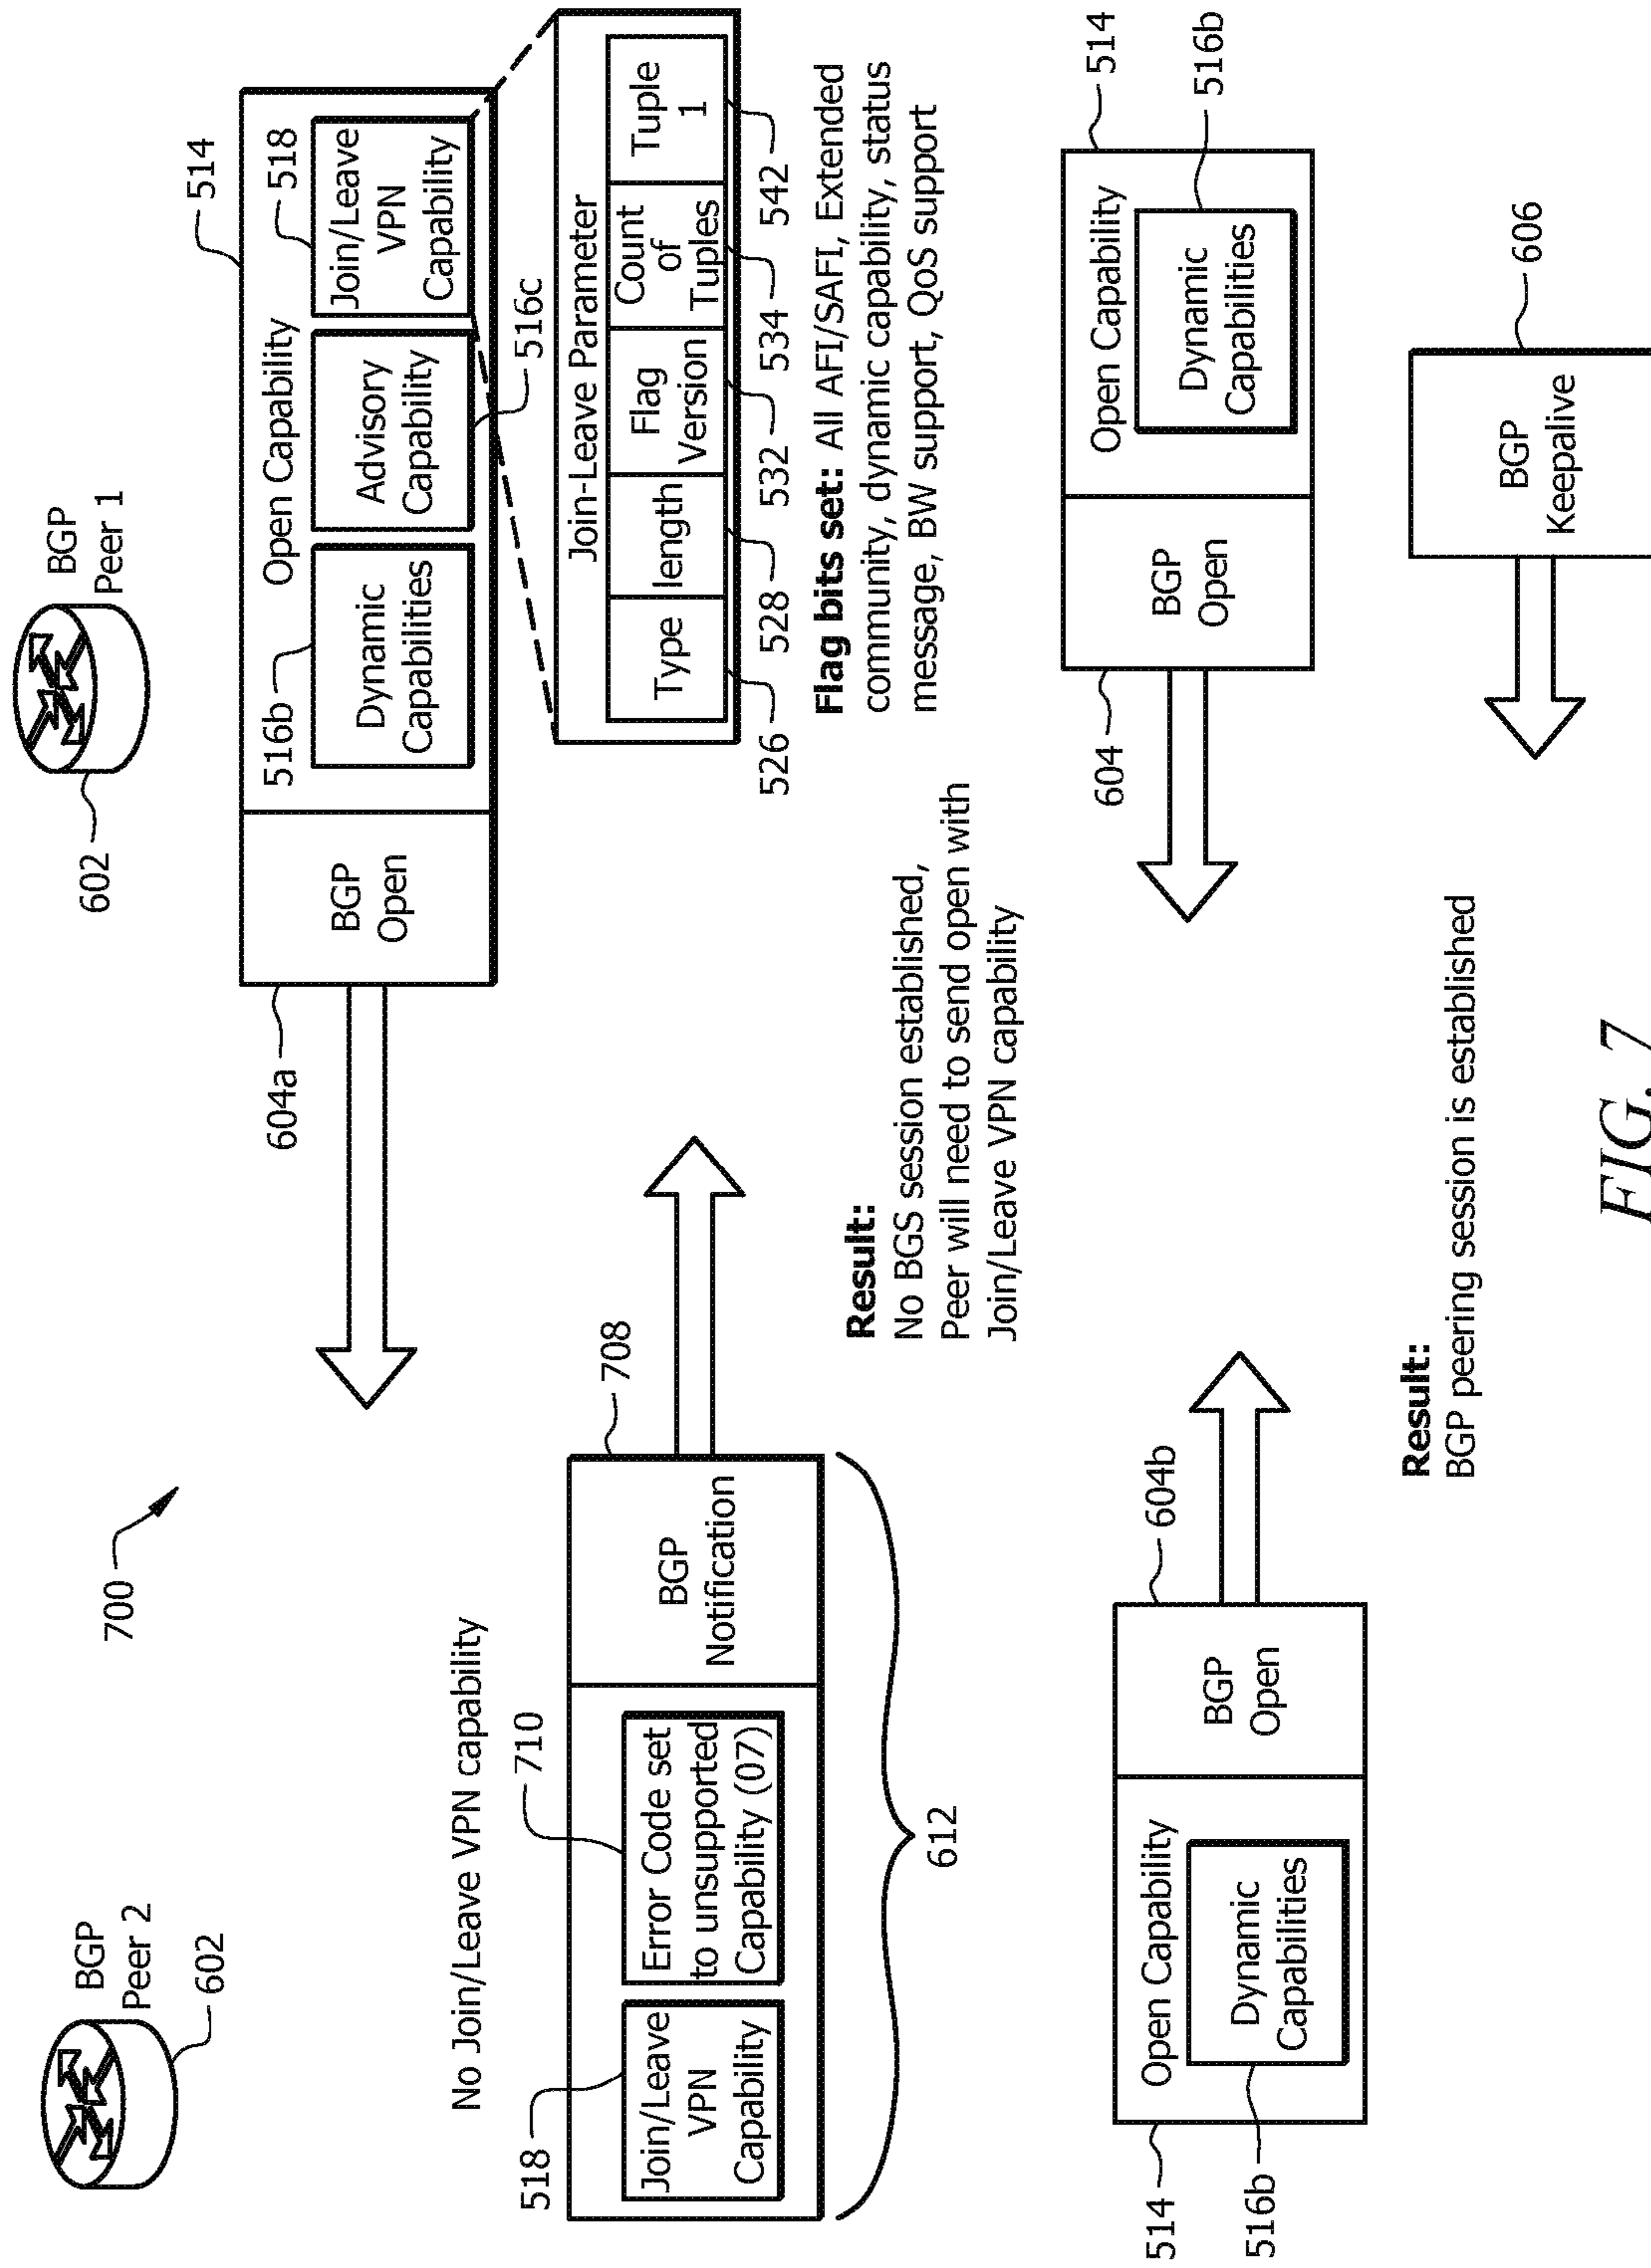 700
BGP
Peer 2
602
BGP
Peer 1
602
604a
BGP
Open
514
Open Capability
516b
Dynamic
Capabilities
Advisory
Capability
516c
518
Join/Leave
VPN
Capability
Join-Leave Parameter
Type
length
Flag
Version
Count
of
Tuples
Tuple
1
526
528
532
534
542
Flag bits set: All AFI/SAFI, Extended
community, dynamic capability, status
message, BW support, QoS support
No Join/Leave VPN capability
518
Join/Leave
VPN
Capability
710
Error Code set
to unsupported
Capability (07)
BGP
Notification
708
612
Result:
No BGS session established,
Peer will need to send open with
Join/Leave VPN capability
604
BGP
Open
514
Open Capability
Dynamic
Capabilities
516b
514
Open Capability
Dynamic
Capabilities
516b
BGP
Open
604b
BGP
Keepalive
606
Result:
BGP peering session is established
FIG. 7